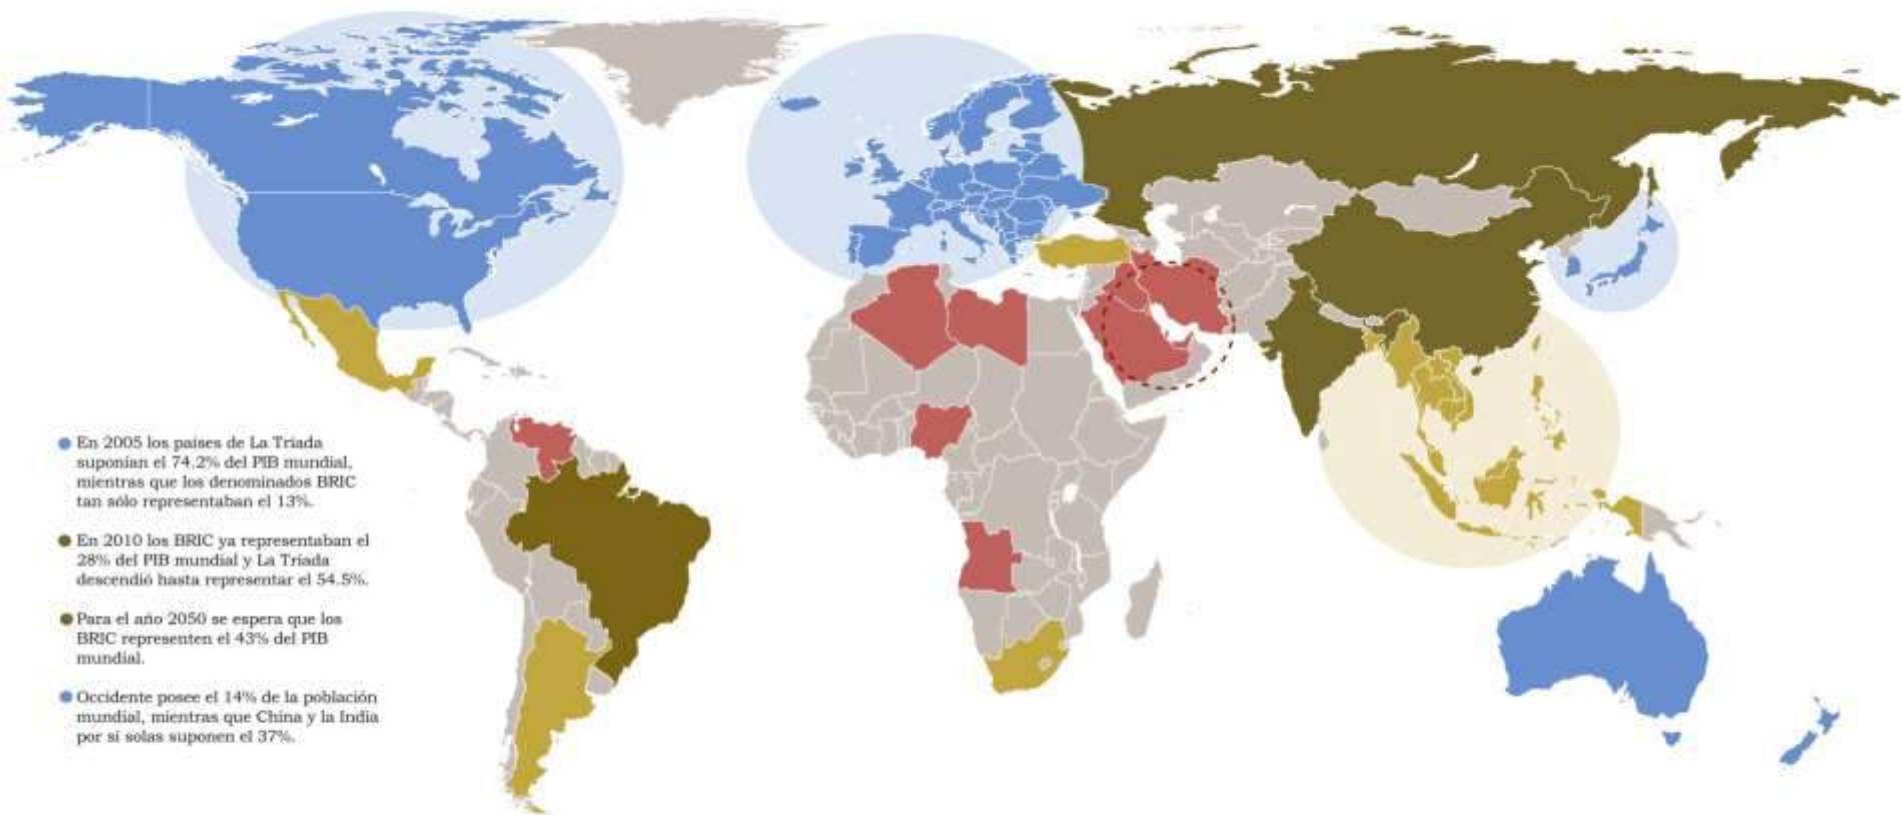 En 2005 los países de La Tríada
suponían el 74.2% del PIB mundial,
mientras que los denominados BRIC
tan sólo representaban el 13%.
En 2010 los BRIC ya representaban el
28% del PIB mundial y La Tríada
descendió hasta representar el 54.5%.
Para el año 2050 se espera que los
BRIC representen el 43% del PIB
mundial.
Occidente posee el 14% de la población
mundial, mientras que China y la India
por sí solas suponen el 37%.